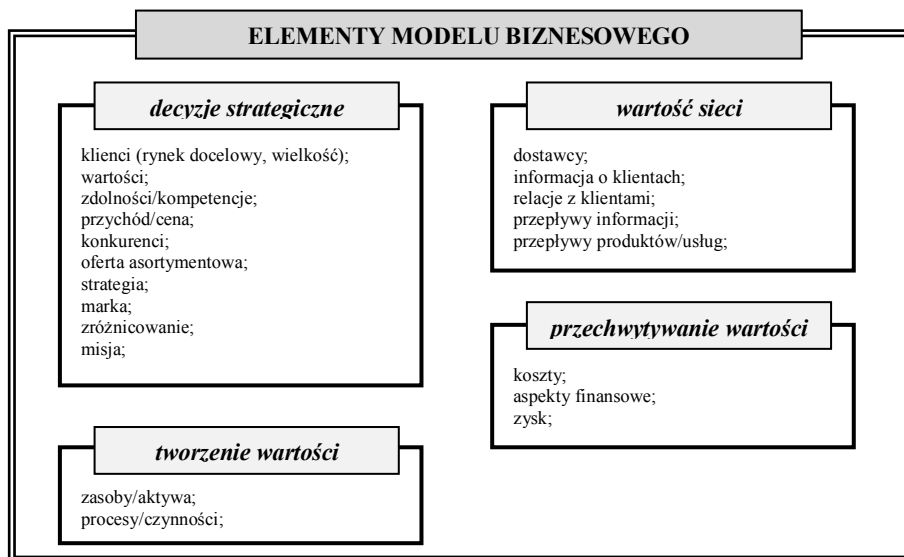 ELEMENTY MODELU BIZNESOWEGO
decyzje strategiczne
klienci (rynek docelowy, wielkość);
wartości;
zdolności/kompetencje;
przychód/cena;
konkurenci;
oferta asortymentowa;
strategia;
marka;
zróżnicowanie;
misja;
wartość sieci
dostawcy;
informacja o klientach;
relacje z klientami;
przepływy informacji;
przepływy produktów/usług;
tworzenie wartości
zasoby/aktywa;
procesy/czynności;
przechwytywanie wartości
koszty;
aspekty finansowe;
zysk;